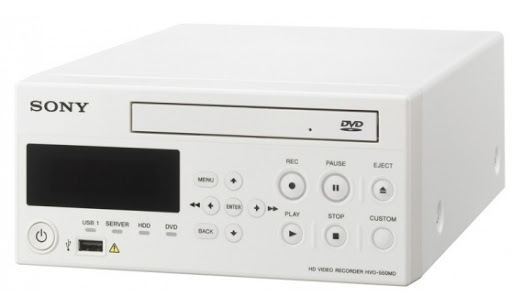 SONY
DVD
REC PAUSE EJECT
MENU
ENTER
PLAY STOP CUSTOM
BACK
USB 1 SERVER HDD DVD
HD VIDEO RECORDER HVO-550MD